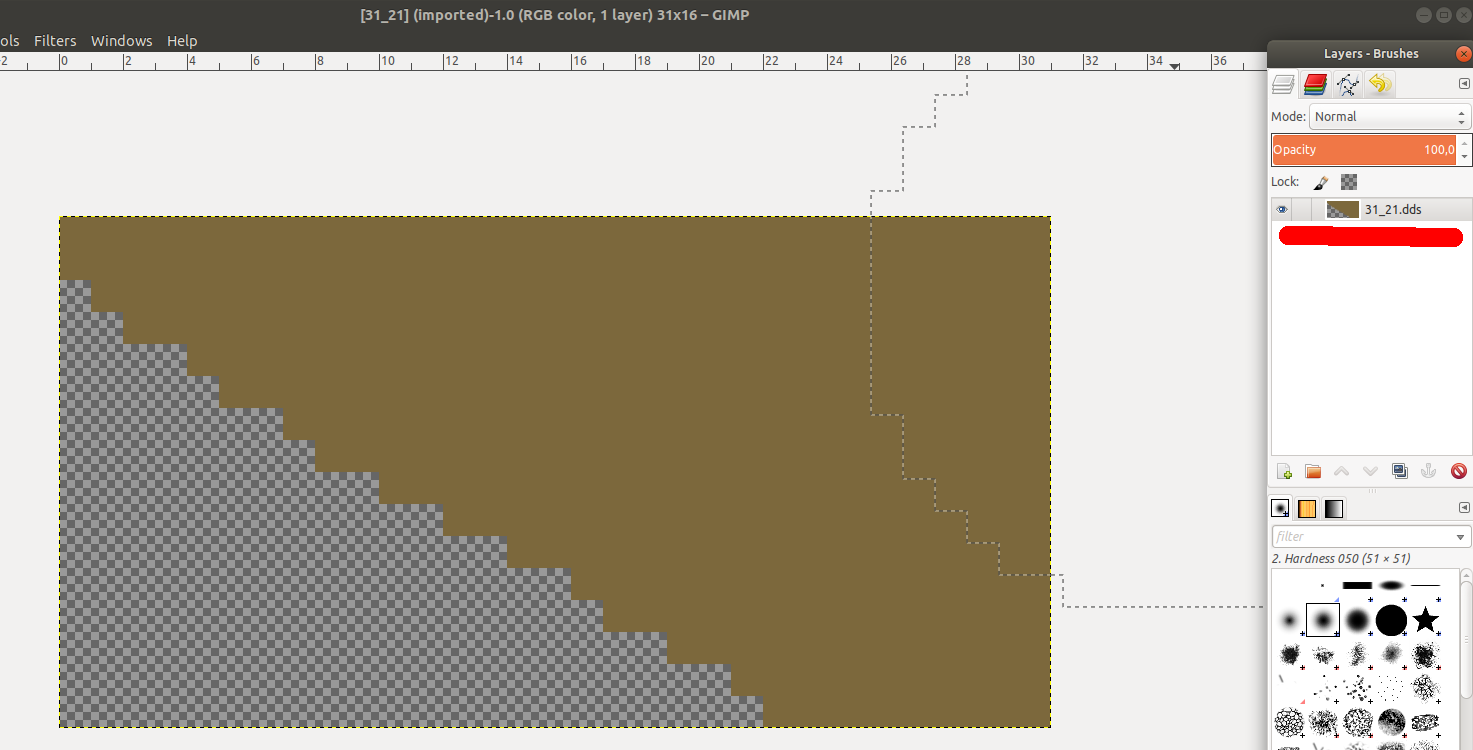 [31_21] (imported)-1.0 (RGB color, 1 layer) 31x16 – GIMP
ols Filters Windows Help
-2 0 2 4 6 8 10 12 14 16 18 20 22 24 26 28 30 32 34 36
Layers - Brushes
Mode: Normal
Opacity 100,0
Lock:
31_21.dds
filter
2. Hardness 050 (51 × 51)